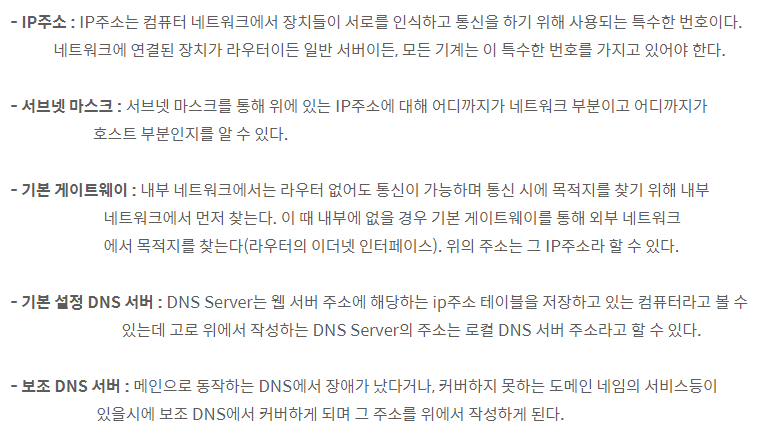 - IP주소 : IP주소는 컴퓨터 네트워크에서 장치들이 서로를 인식하고 통신을 하기 위해 사용되는 특수한 번호이다.
네트워크에 연결된 장치가 라우터이든 일반 서버이든, 모든 기계는 이 특수한 번호를 가지고 있어야 한다.
- 서브넷 마스크 : 서브넷 마스크를 통해 위에 있는 IP주소에 대해 어디까지가 네트워크 부분이고 어디까지가
호스트 부분인지를 알 수 있다.
- 기본 게이트웨이 : 내부 네트워크에서는 라우터 없어도 통신이 가능하며 통신 시에 목적지를 찾기 위해 내부
네트워크에서 먼저 찾는다. 이 때 내부에 없을 경우 기본 게이트웨이를 통해 외부 네트워크
에서 목적지를 찾는다(라우터의 이더넷 인터페이스). 위의 주소는 그 IP주소라 할 수 있다.
- 기본 설정 DNS 서버 : DNS Server는 웹 서버 주소에 해당하는 ip주소 테이블을 저장하고 있는 컴퓨터라고 볼 수
있는데 고로 위에서 작성하는 DNS Server의 주소는 로컬 DNS 서버 주소라고 할 수 있다.
- 보조 DNS 서버 : 메인으로 동작하는 DNS에서 장애가 났다거나, 커버하지 못하는 도메인 네임의 서비스등이
있을시에 보조 DNS에서 커버하게 되며 그 주소를 위에서 작성하게 된다.